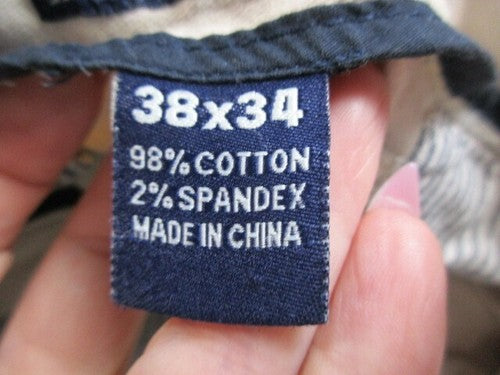 38x34
98% COTTON
2% SPANDEX
MADE IN CHINA